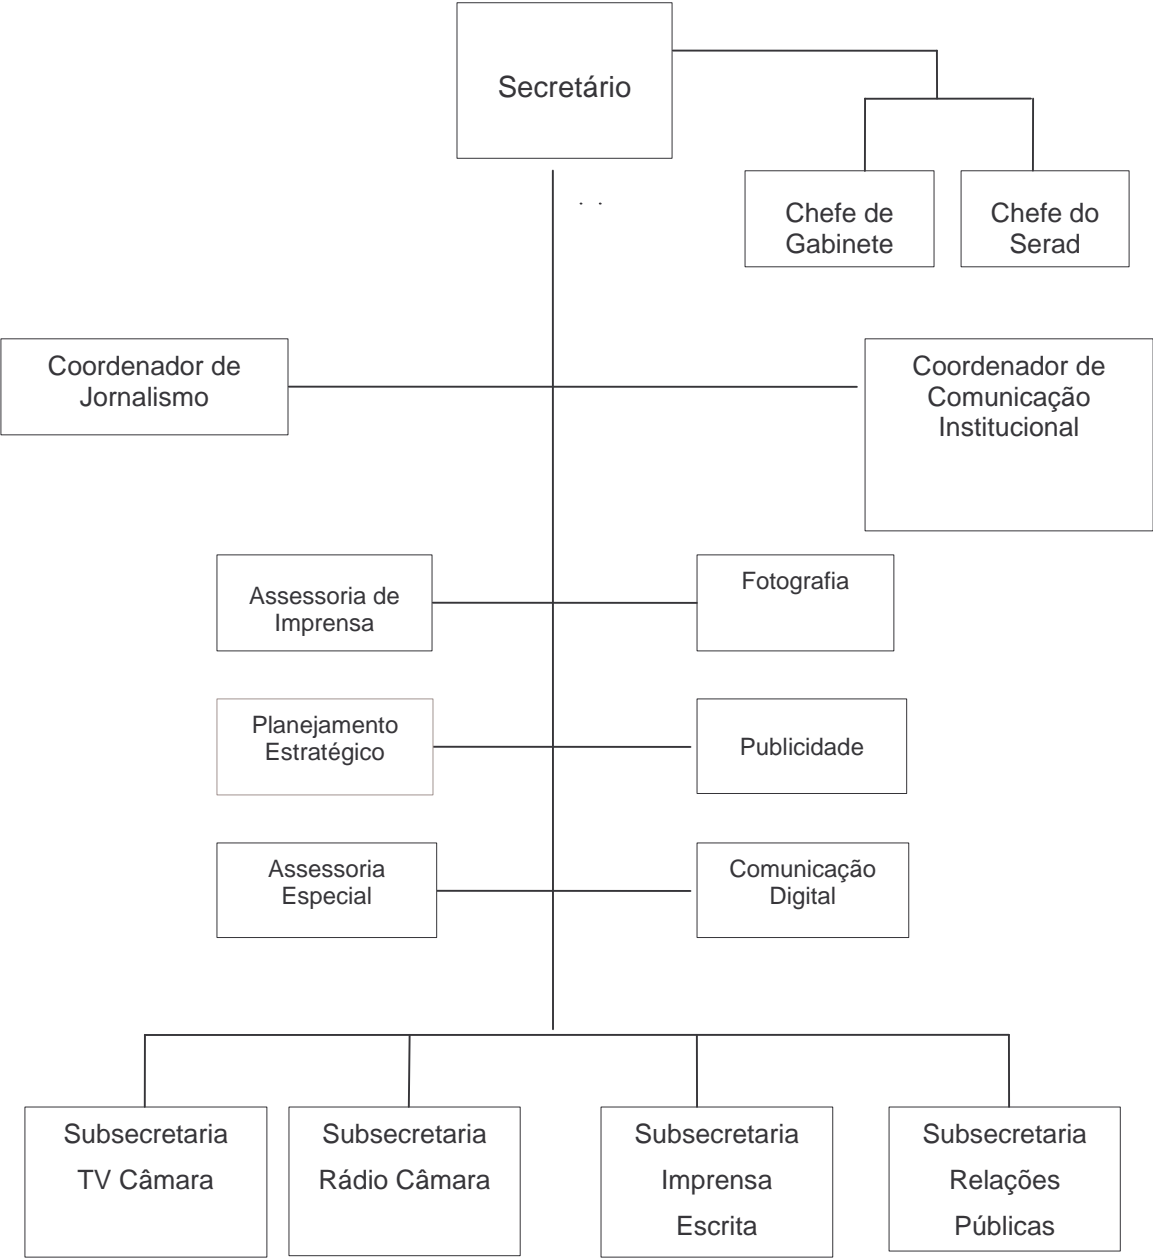 Secretário
Chefe de
Gabinete
Chefe do
Serad
Coordenador de
Jornalismo
Coordenador de
Comunicação
Institucional
Assessoria de
Imprensa
Fotografia
Planejamento
Estratégico
Publicidade
Assessoria
Especial
Comunicação
Digital
Subsecretaria
TV Câmara
Subsecretaria
Rádio Câmara
Subsecretaria
Imprensa
Escrita
Subsecretaria
Relações
Públicas